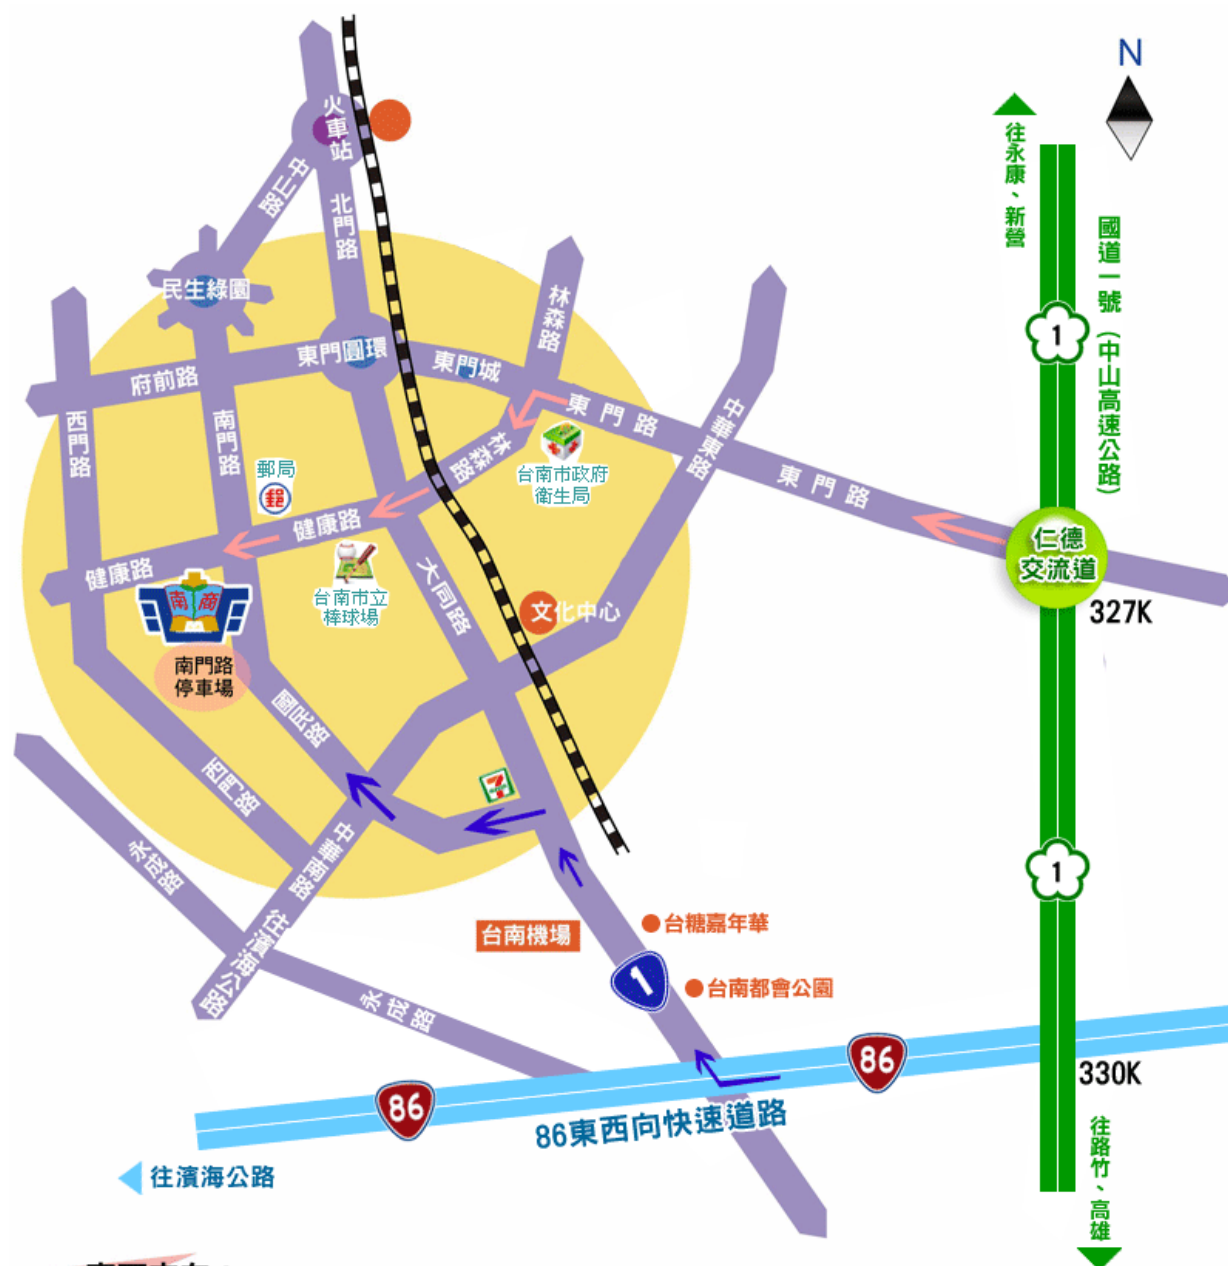 N
火車站
中山路
北門路
往永康、新營
國道一號（中山高速公路）
民生綠園
林森路
1
東門圓環
東門城
府前路
西門路
南門路
東門路
中華東路
林森路
台南市政府
衛生局
東門路
郵局
郵
健康路
仁德
交流道
327K
健康路
大同路
台南市立
棒球場
文化中心
南商
南門路
停車場
國民路
西門路
7
永成路
中華南路
往濱海公路
1
台南機場
台糖嘉年華
1
台南都會公園
永成路
86
86
330K
86東西向快速道路
往濱海公路
往路竹、高雄